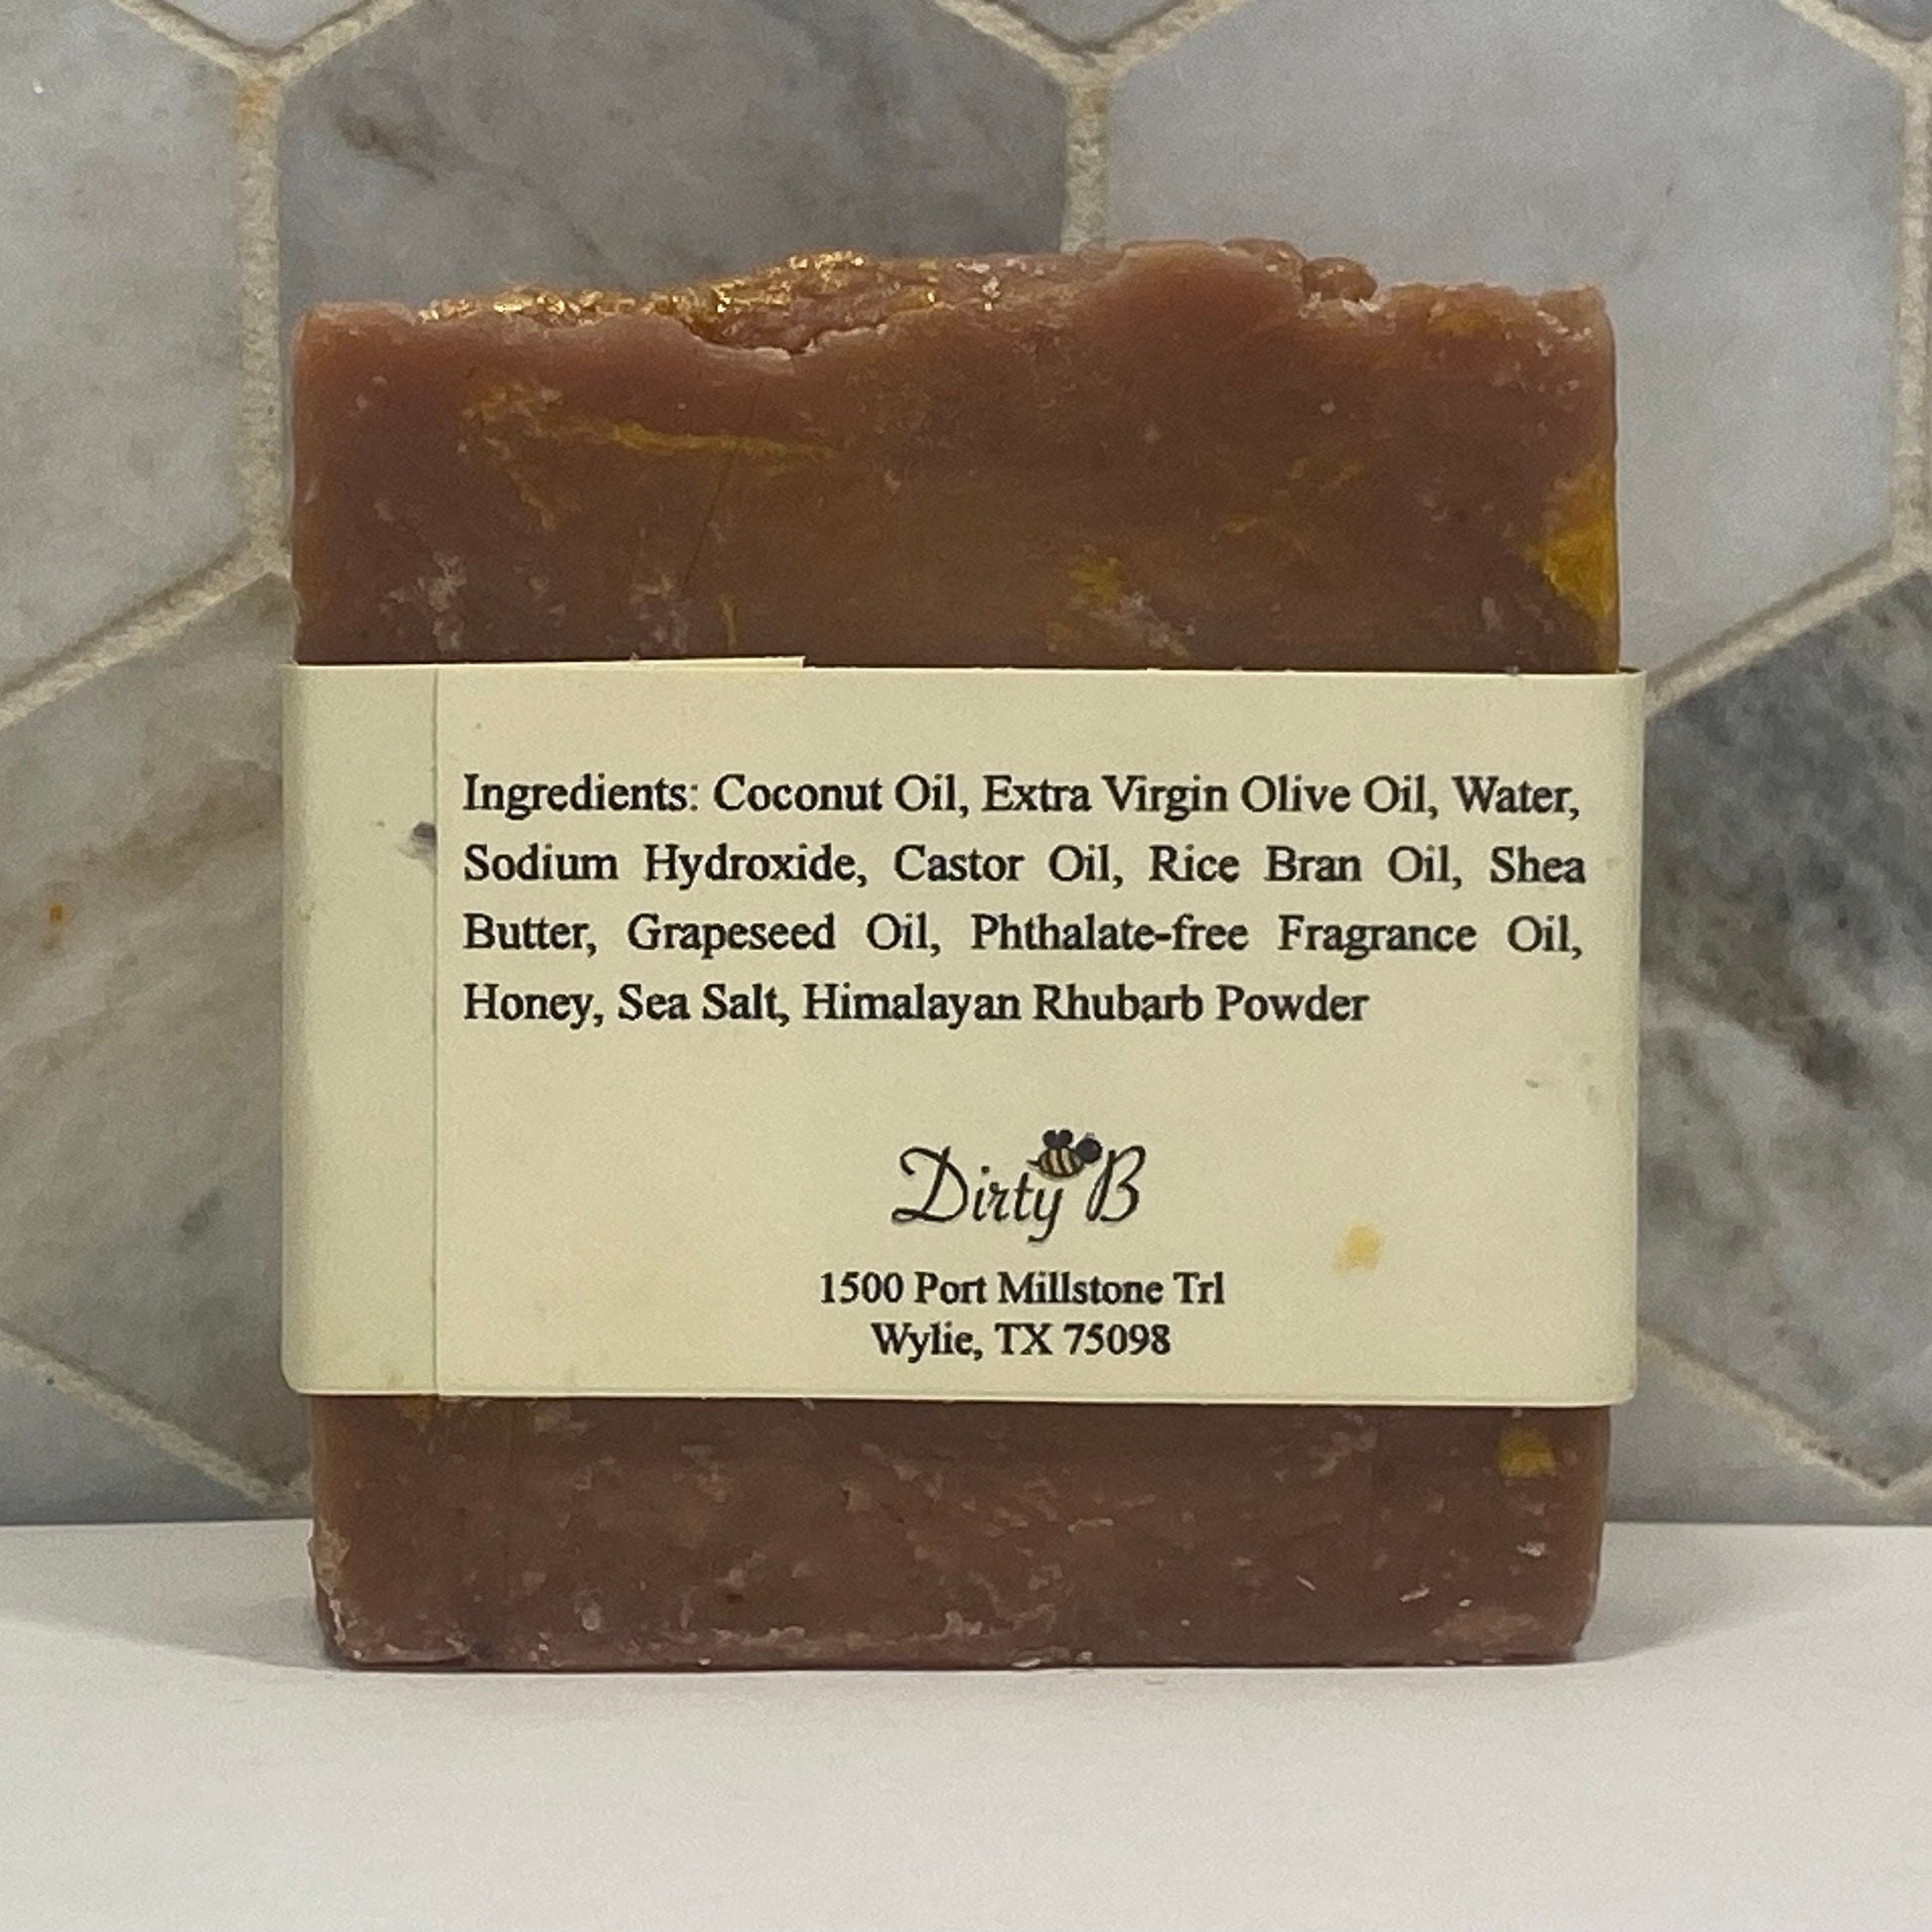 Ingredients: Coconut Oil, Extra Virgin Olive Oil, Water,
Sodium Hydroxide, Castor Oil, Rice Bran Oil, Shea
Butter, Grapeseed Oil, Phthalate-free Fragrance Oil,
Honey, Sea Salt, Himalayan Rhubarb Powder
Dirty B
1500 Port Millstone Trl
Wylie, TX 75098